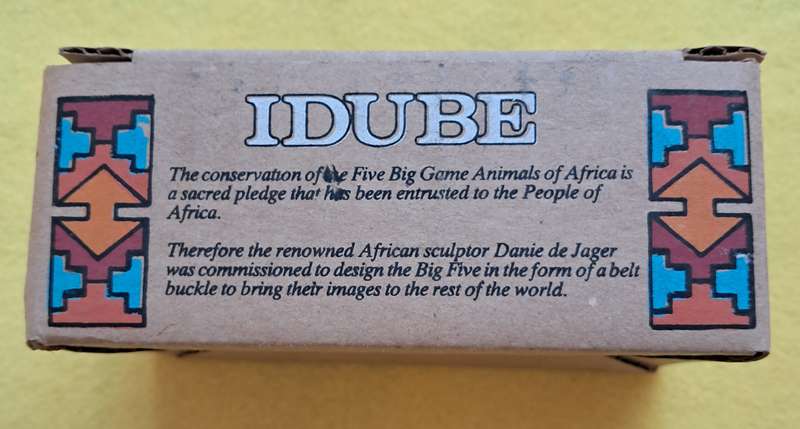 IDUBE
The conservation of the Five Big Game Animals of Africa is
a sacred pledge that has been entrusted to the People of
Africa.
Therefore the renowned African sculptor Danie de Jager
was commissioned to design the Big Five in the form of a belt
buckle to bring their images to the rest of the world.